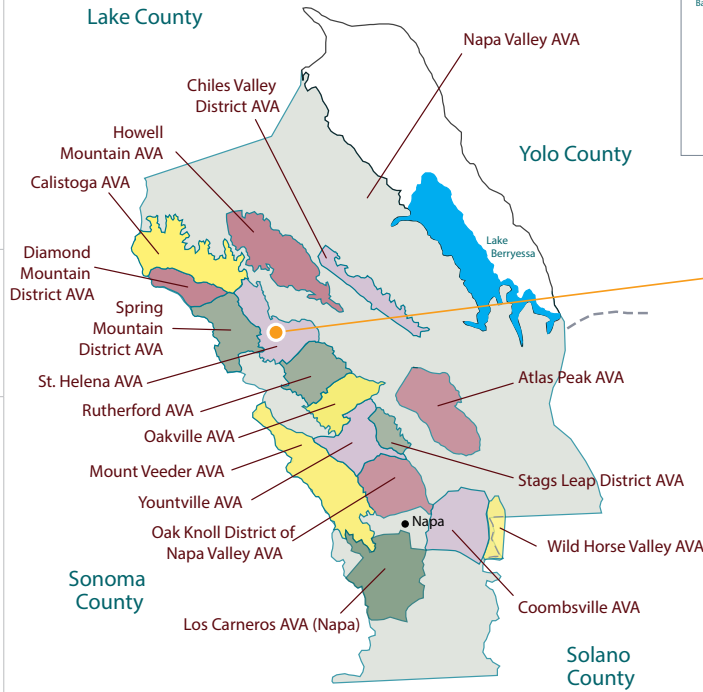 Ba
Lake County
Napa Valley AVA
Chiles Valley
District AVA
Howell
Mountain AVA
Yolo County
Calistoga AVA
Lake
Berryessa
Diamond
Mountain
District AVA
Spring
Mountain
District AVA
St. Helena AVA
Atlas Peak AVA
Rutherford AVA
Oakville AVA
Mount Veeder AVA
Stags Leap District AVA
Yountville AVA
Napa
Oak Knoll District of
Napa Valley AVA
Wild Horse Valley AVA
Sonoma
County
Coombsville AVA
Los Carneros AVA (Napa)
Solano
County